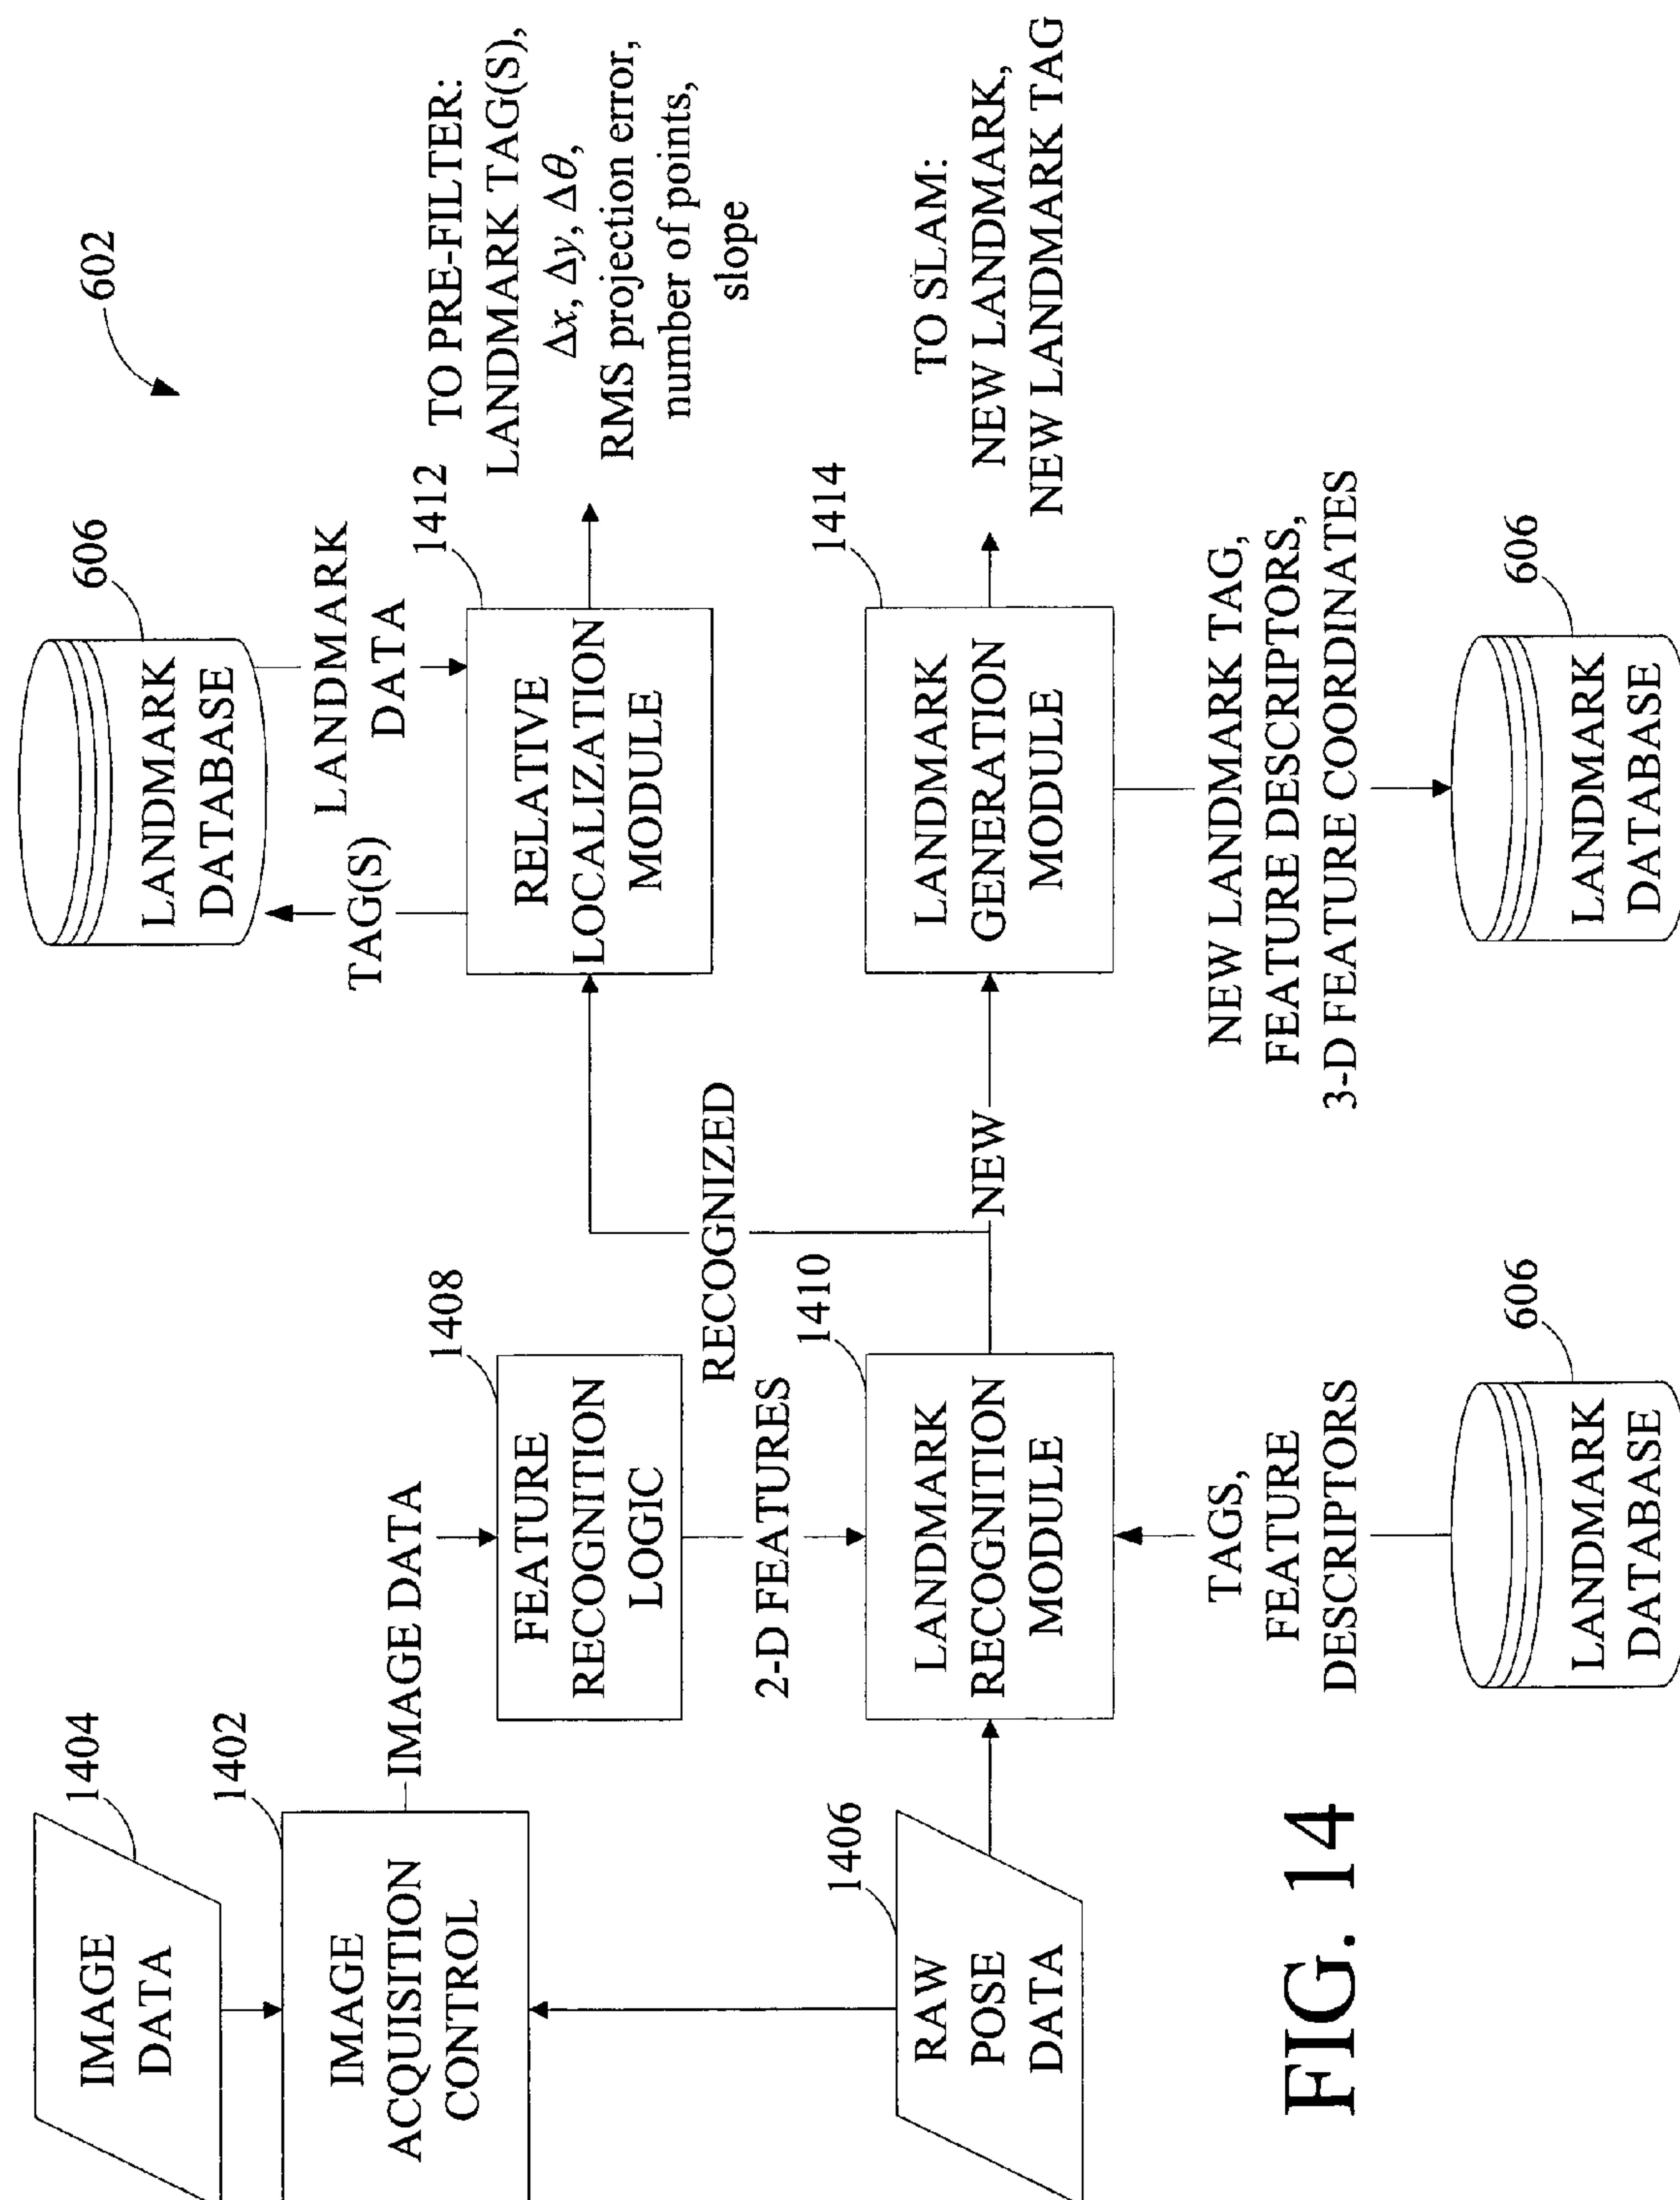 602
1404
IMAGE
DATA
1402
IMAGE
ACQUISITION
CONTROL
IMAGE DATA
1408
FEATURE
RECOGNITION
LOGIC
2-D FEATURES
1406
RAW
POSE
DATA
1410
LANDMARK
RECOGNITION
MODULE
TAGS,
FEATURE
DESCRIPTORS
606
LANDMARK
DATABASE
RECOGNIZED
NEW
606
LANDMARK
DATABASE
TAG(S)
LANDMARK
DATA
1412
RELATIVE
LOCALIZATION
MODULE
TO PRE-FILTER:
LANDMARK TAG(S),
Δx, Δy, Δθ,
RMS projection error,
number of points,
slope
1414
LANDMARK
GENERATION
MODULE
TO SLAM:
NEW LANDMARK,
NEW LANDMARK TAG
NEW LANDMARK TAG,
FEATURE DESCRIPTORS,
3-D FEATURE COORDINATES
606
LANDMARK
DATABASE
FIG. 14